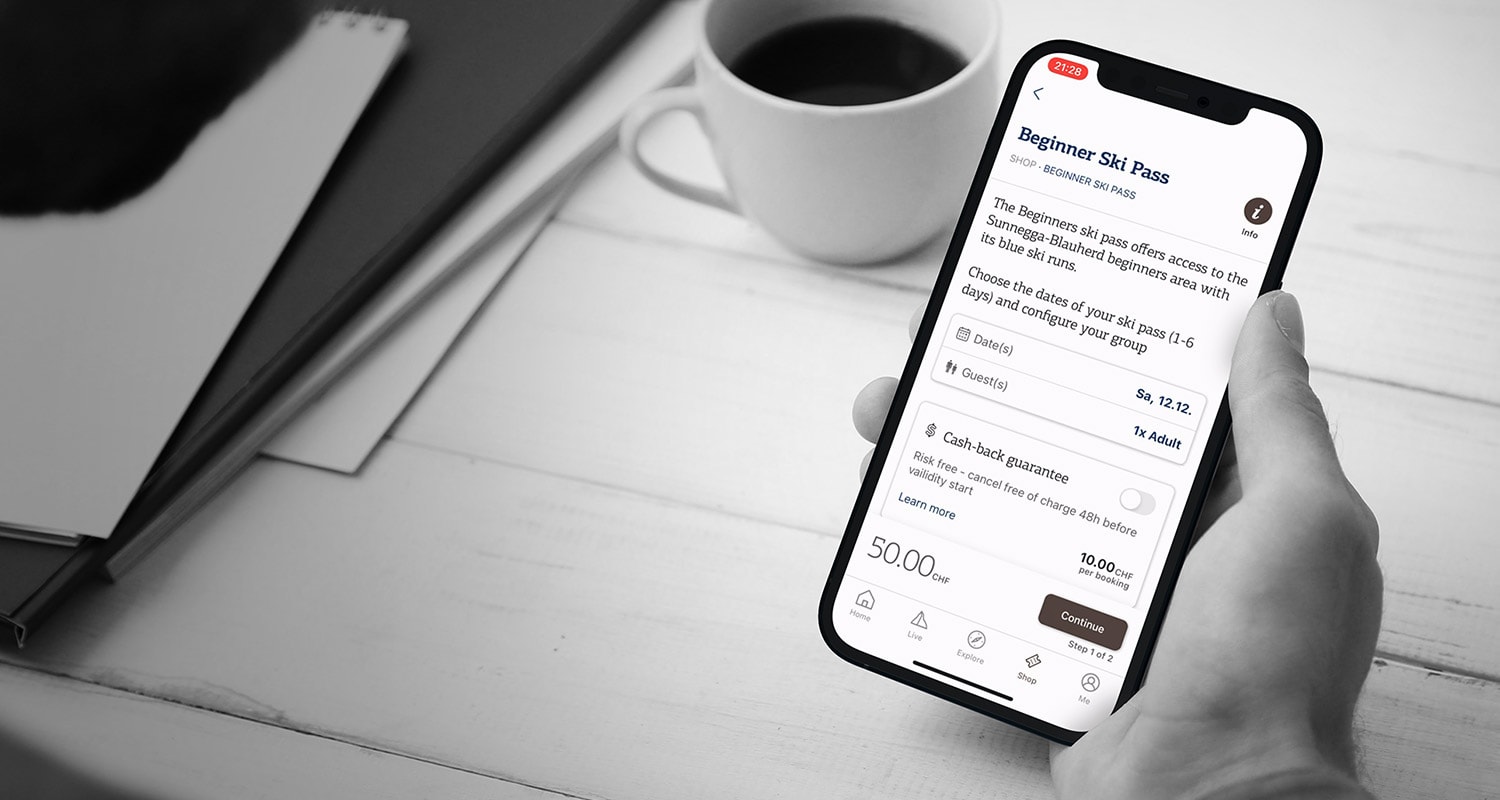 21:28
Beginner Ski Pass
SHOP · BEGINNER SKI PASS
Info
The Beginners ski pass offers access to the
Sunnegga-Blauherd beginners area with
its blue ski runs.
Choose the dates of your ski pass (1-6
days) and configure your group
Date(s)
Sa, 12.12.
Guest(s)
1x Adult
Cash-back guarantee
Risk free - cancel free of charge 48h before
vailidity start
Learn more
10.00CHF
per booking
50.00CHF
Continue
Step 1 of 2
Home
Live
Explore
Shop
Me